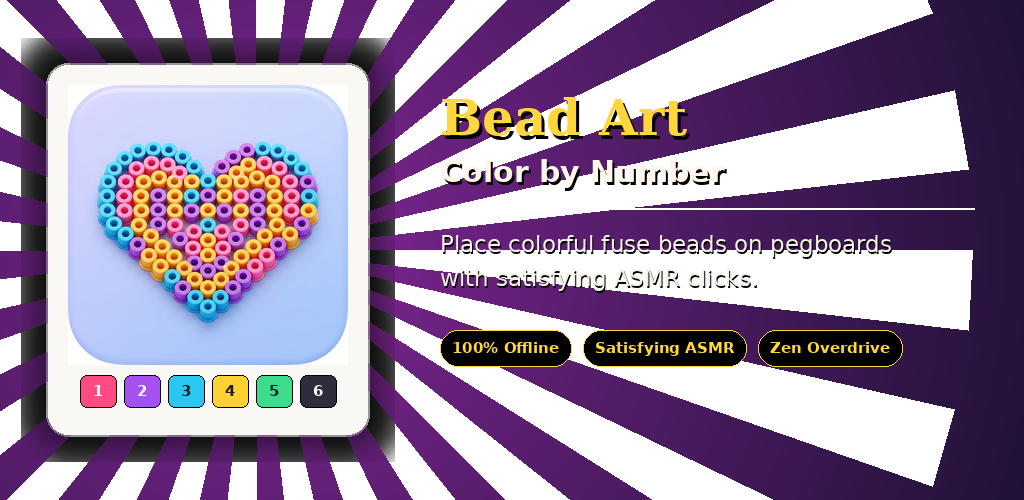 Bead Art
Color by Number
Place colorful fuse beads on pegboards
with satisfying ASMR clicks.
100% Offline Satisfying ASMR Zen Overdrive
1 2 3 4 5 6